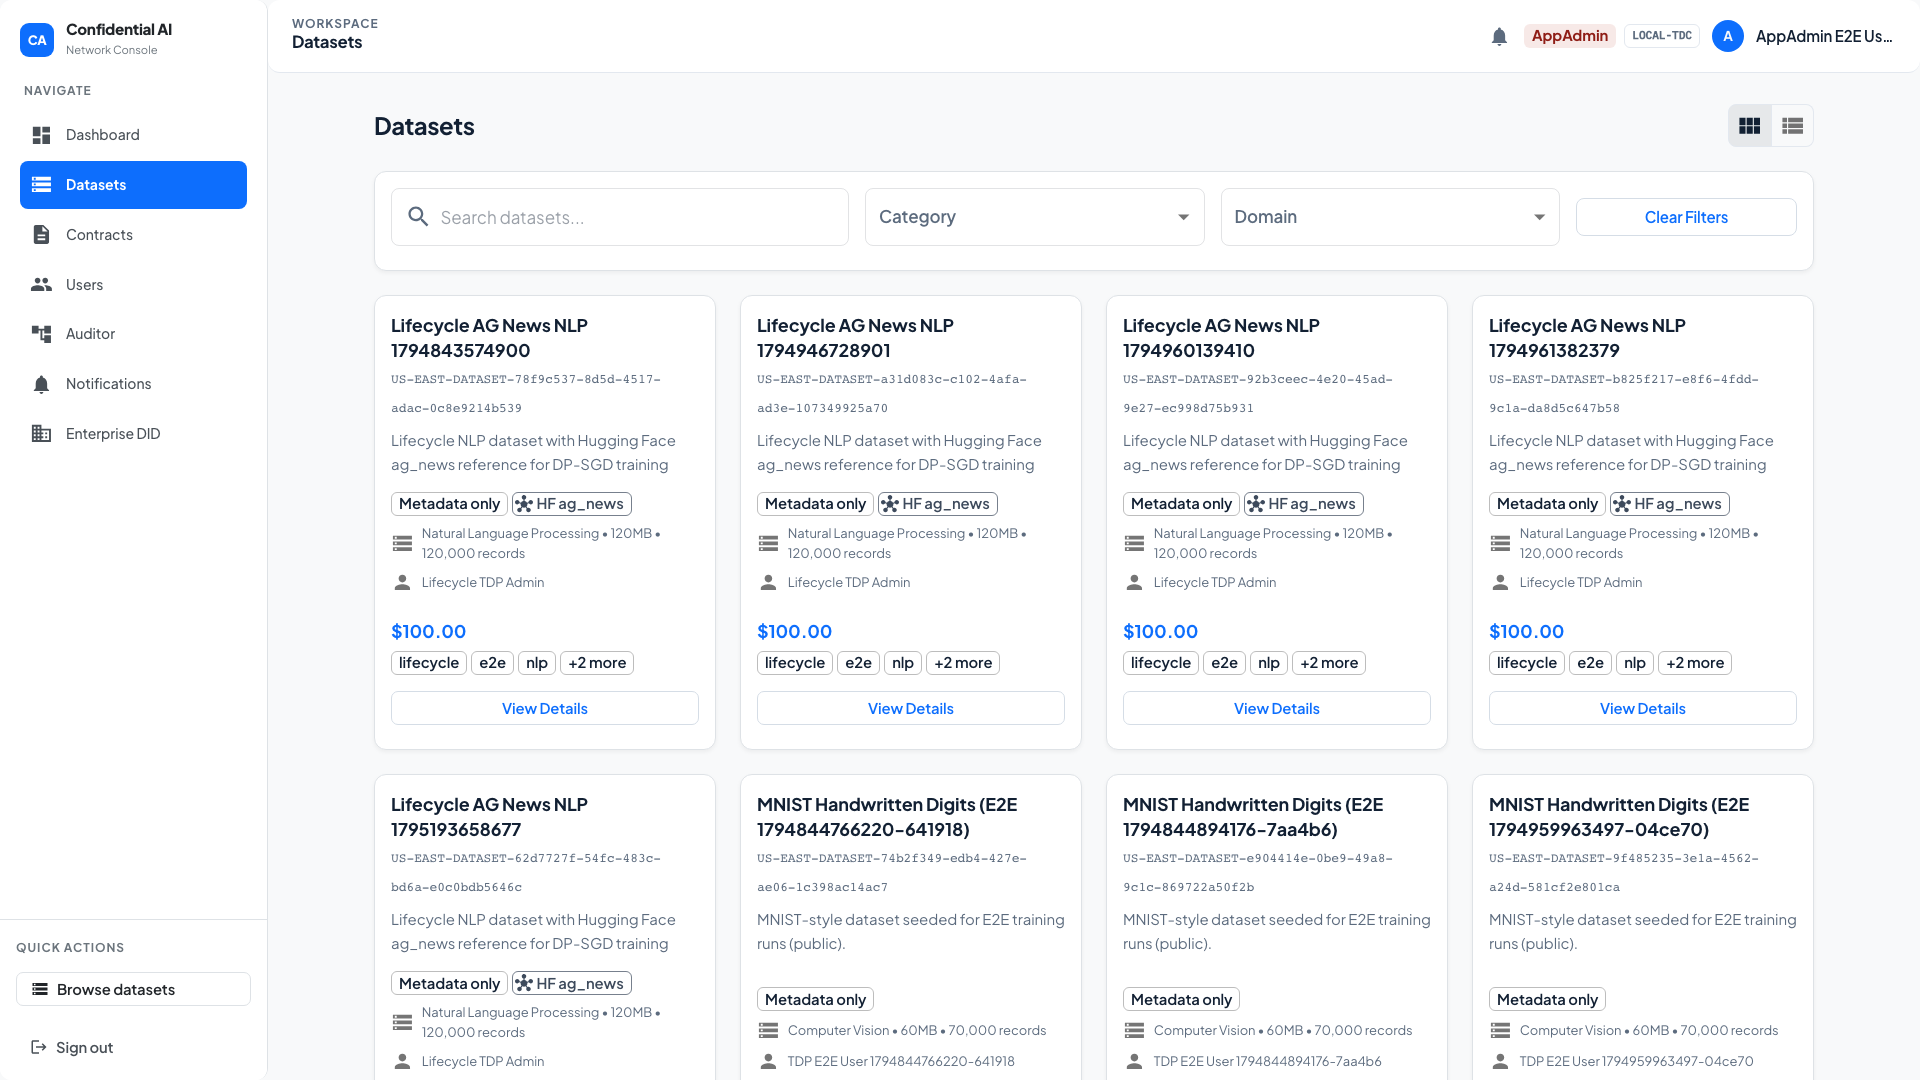 CA
Confidential AI
Network Console
NAVIGATE
Dashboard
Datasets
Contracts
Users
Auditor
Notifications
Enterprise DID
QUICK ACTIONS
Browse datasets
Sign out
WORKSPACE
Datasets
AppAdmin
LOCAL-TDC
A
AppAdmin E2E Us...
Datasets
Search datasets...
Category
Domain
Clear Filters
Lifecycle AG News NLP
1794843574900
US-EAST-DATASET-78f9c537-8d5d-4517-
adac-0c8e9214b539
Lifecycle NLP dataset with Hugging Face
ag_news reference for DP-SGD training
Metadata only
HF ag_news
Natural Language Processing • 120MB •
120,000 records
Lifecycle TDP Admin
$100.00
lifecycle
e2e
nlp
+2 more
View Details
Lifecycle AG News NLP
1794946728901
US-EAST-DATASET-a31d083c-c102-4afa-
ad3e-107349925a70
Lifecycle NLP dataset with Hugging Face
ag_news reference for DP-SGD training
Metadata only
HF ag_news
Natural Language Processing • 120MB •
120,000 records
Lifecycle TDP Admin
$100.00
lifecycle
e2e
nlp
+2 more
View Details
Lifecycle AG News NLP
1794960139410
US-EAST-DATASET-92b3ceec-4e20-45ad-
9e27-ec998d75b931
Lifecycle NLP dataset with Hugging Face
ag_news reference for DP-SGD training
Metadata only
HF ag_news
Natural Language Processing • 120MB •
120,000 records
Lifecycle TDP Admin
$100.00
lifecycle
e2e
nlp
+2 more
View Details
Lifecycle AG News NLP
1794961382379
US-EAST-DATASET-b825f217-e8f6-4fdd-
9c1a-da8d5c647b58
Lifecycle NLP dataset with Hugging Face
ag_news reference for DP-SGD training
Metadata only
HF ag_news
Natural Language Processing • 120MB •
120,000 records
Lifecycle TDP Admin
$100.00
lifecycle
e2e
nlp
+2 more
View Details
Lifecycle AG News NLP
1795193658677
US-EAST-DATASET-62d7727f-54fc-483c-
bd6a-e0c0bdb5646c
Lifecycle NLP dataset with Hugging Face
ag_news reference for DP-SGD training
Metadata only
HF ag_news
Natural Language Processing • 120MB •
120,000 records
Lifecycle TDP Admin
MNIST Handwritten Digits (E2E
1794844766220-641918)
US-EAST-DATASET-74b2f349-edb4-427e-
ae06-1c398ac14ac7
MNIST-style dataset seeded for E2E training
runs (public).
Metadata only
Computer Vision • 60MB • 70,000 records
TDP E2E User 1794844766220-641918
MNIST Handwritten Digits (E2E
1794844894176-7aa4b6)
US-EAST-DATASET-e904414e-0be9-49a8-
9c1c-869722a50f2b
MNIST-style dataset seeded for E2E training
runs (public).
Metadata only
Computer Vision • 60MB • 70,000 records
TDP E2E User 1794844894176-7aa4b6
MNIST Handwritten Digits (E2E
1794959963497-04ce70)
US-EAST-DATASET-9f485235-3e1a-4562-
a24d-581cf2e801ca
MNIST-style dataset seeded for E2E training
runs (public).
Metadata only
Computer Vision • 60MB • 70,000 records
TDP E2E User 1794959963497-04ce70